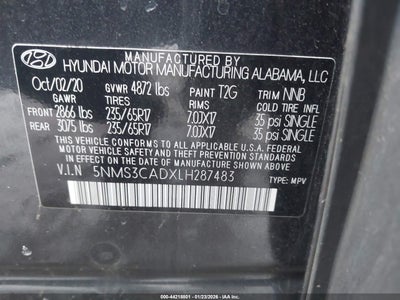 MANUFACTURED BY
HYUNDAI MOTOR MANUFACTURING ALABAMA, LLC
Oct/02/20 GVWR 4872 lbs PAINT T2G TRIM NNB
GAWR TIRES RIMS COLD TIRE INFL
FRONT 2866 lbs 235/65R17 7.0JX17 35 psi SINGLE
REAR 3075 lbs 235/65R17 7.0JX17 35 psi SINGLE
THIS VEHICLE CONFORMS TO ALL APPLICABLE U.S.A. FEDERAL
MOTOR VEHICLE SAFETY, BUMPER, AND THEFT PREVENTION
STANDARDS IN EFFECT ON THE DATE OF MANUFACTURE SHOWN ABOVE.
V.I.N 5NMS3CADXLH287483 TYPE: MPV
000-44218801 - 01/23/2026 - IAA, Inc.